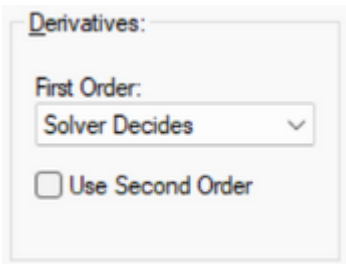 Derivatives:
First Order:
Solver Decides
Use Second Order